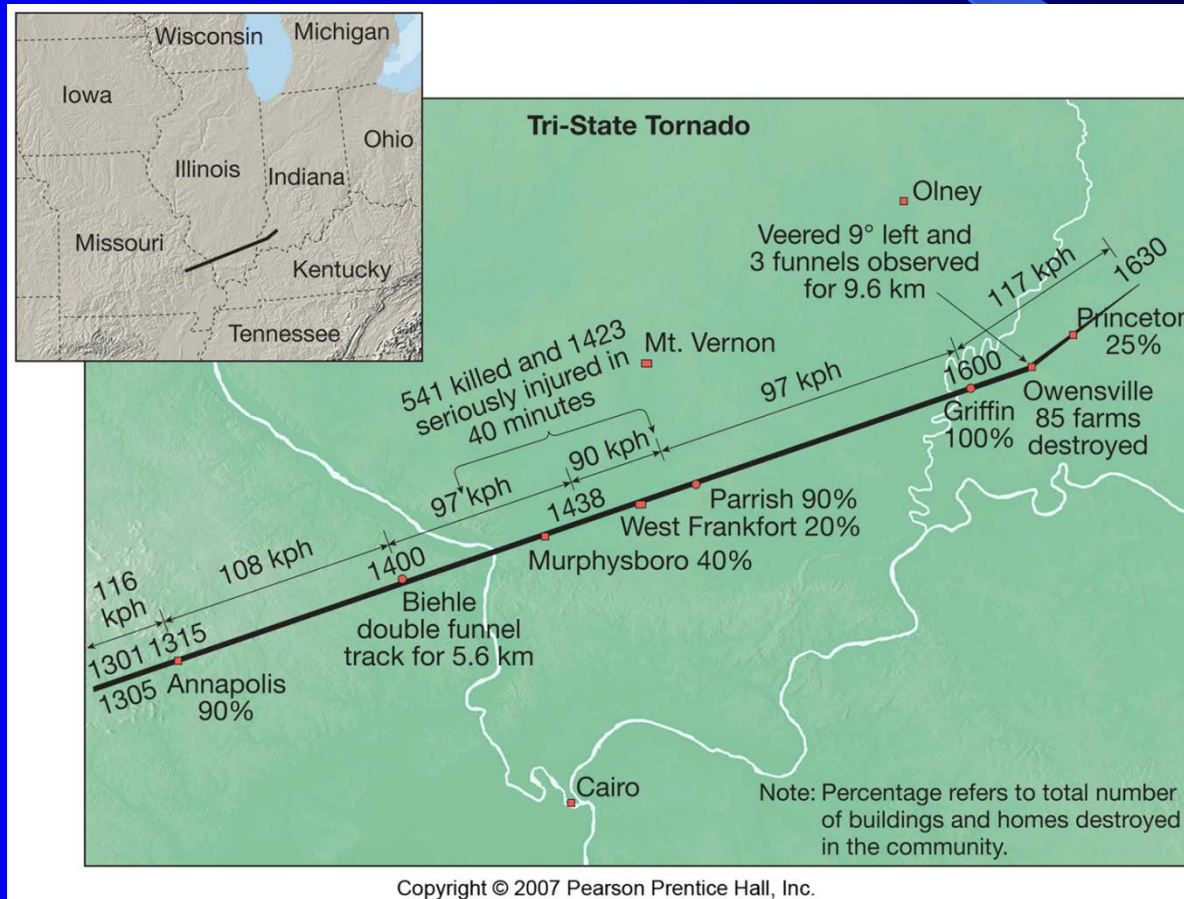 Wisconsin
Michigan
Iowa
Ohio
Illinois
Indiana
Missouri
Kentucky
Tennessee
Tri-State Tornado
Olney
Veered 9° left and
3 funnels observed
for 9.6 km
117 kph
1630
Princeton
25%
Mt. Vernon
541 killed and 1423
seriously injured in
40 minutes
97 kph
1600
Owensville
85 farms
destroyed
Griffin
100%
90 kph
97 kph
1438
Parrish 90%
West Frankfort 20%
Murphysboro 40%
108 kph
1400
Biehle
double funnel
track for 5.6 km
116
kph
1301
1315
1305
Annapolis
90%
Cairo
Note: Percentage refers to total number
of buildings and homes destroyed
in the community.
Copyright © 2007 Pearson Prentice Hall, Inc.